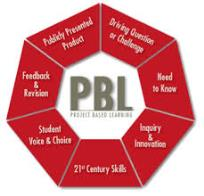 Driving Question
or Challenge
Need
to Know
Inquiry
&
Innovation
21st Century Skills
Student
Voice & Choice
Feedback
&
Revision
Publicly Presented
Product
PBL
PROJECT BASED LEARNING